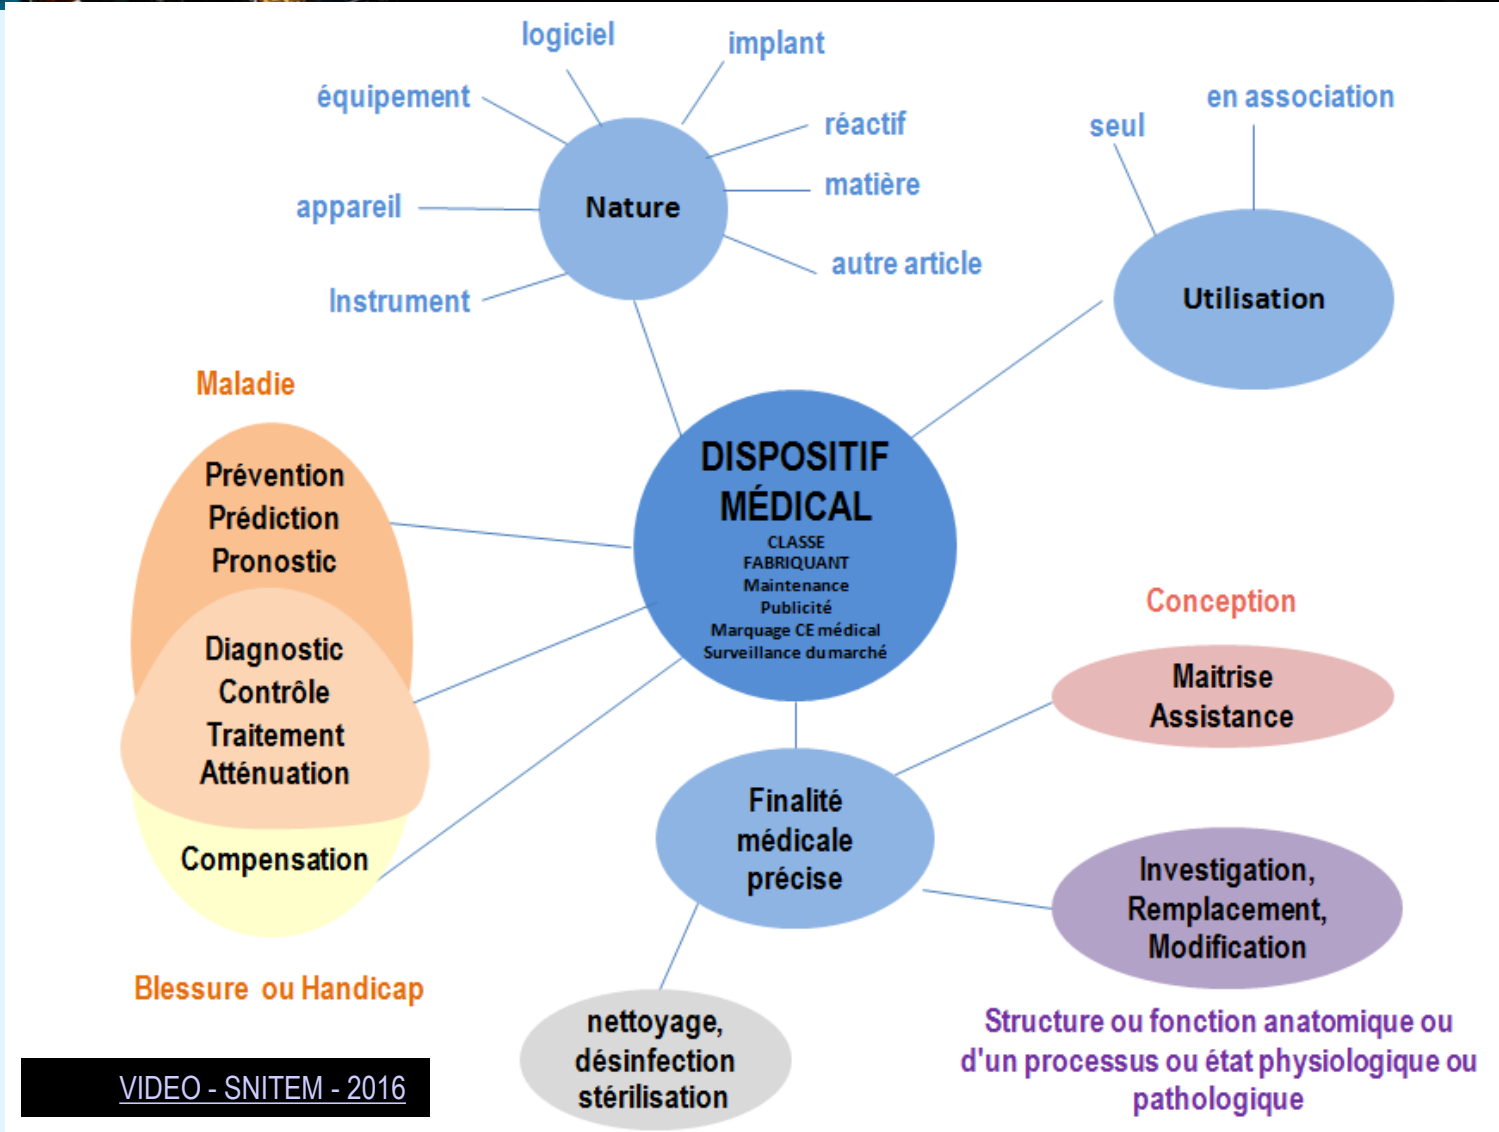 logiciel
implant
équipement
en association
seul
réactif
matière
appareil
Nature
autre article
Instrument
Utilisation
Maladie
DISPOSITIF
MÉDICAL
CLASSE
FABRIQUANT
Maintenance
Publicité
Marquage CE médical
Surveillance du marché
Prévention
Prédiction
Pronostic
Diagnostic
Contrôle
Traitement
Atténuation
Compensation
Blessure ou Handicap
Conception
Maitrise
Assistance
Finalité
médicale
précise
Investigation,
Remplacement,
Modification
Structure ou fonction anatomique ou
d'un processus ou état physiologique ou
pathologique
nettoyage,
désinfection
stérilisation
VIDEO - SNITEM - 2016